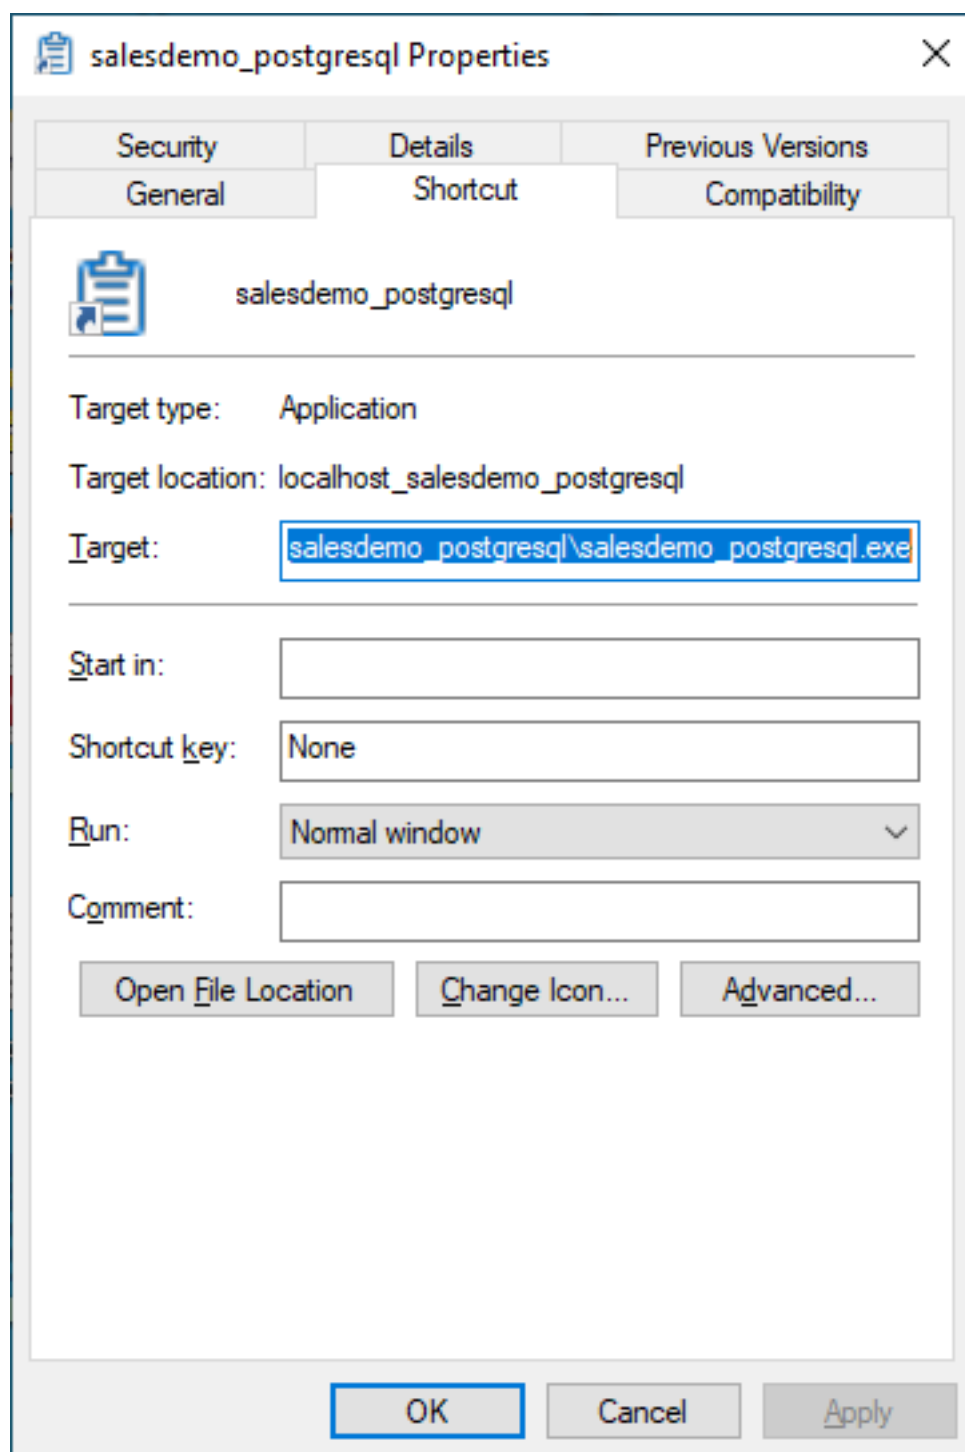 salesdemo_postgresql Properties
Security Details Previous Versions
General Shortcut Compatibility
salesdemo_postgresql
Target type: Application
Target location: localhost_salesdemo_postgresql
Target: salesdemo_postgresql\salesdemo_postgresql.exe
Start in:
Shortcut key: None
Run: Normal window
Comment:
Open File Location Change Icon... Advanced...
OK Cancel Apply